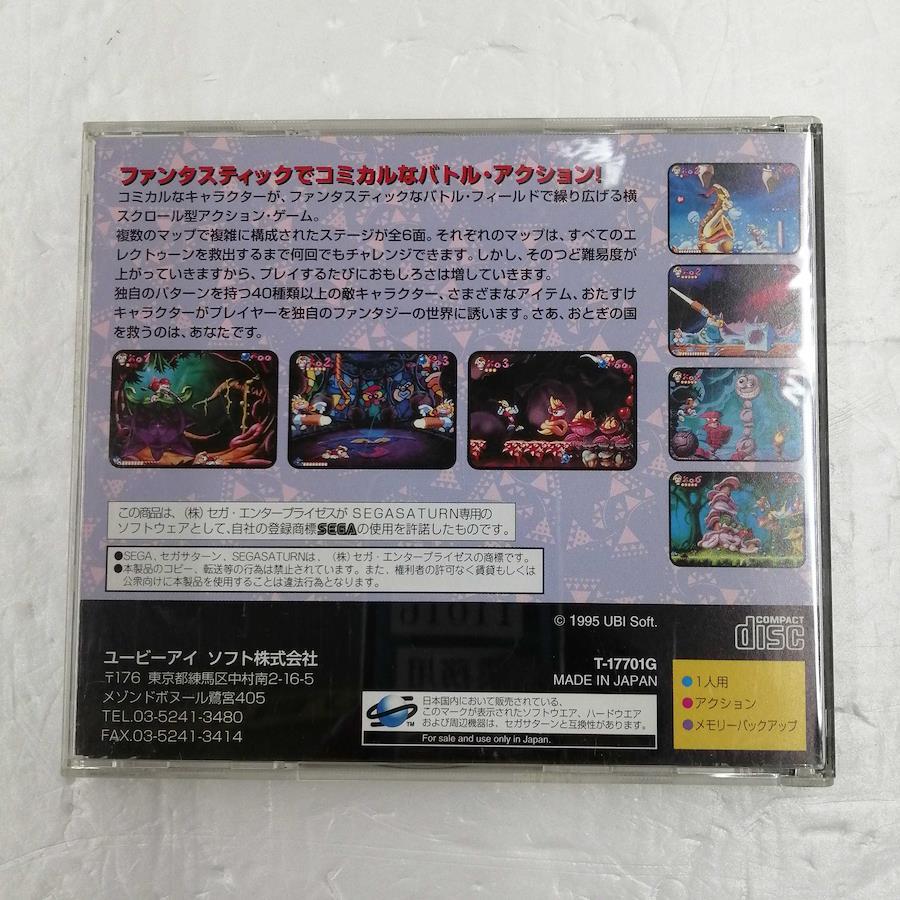 ファンタスティックでコミカルなバトル・アクション!
コミカルなキャラクターが、ファンタスティックなバトル・フィールドで繰り広げる横
スクロール型アクション・ゲーム。
複数のマップで複雑に構成されたステージが全6面。それぞれのマップは、すべてのエ
レクトゥーンを救出するまで何回でもチャレンジできます。しかし、そのつど難易度が
上がっていきますから、プレイするたびにおもしろさは増していきます。
独自のパターンを持つ40種類以上の敵キャラクター、さまざまなアイテム、おたすけ
キャラクターがプレイヤーを独自のファンタジーの世界に誘います。さあ、おとぎの国
を救うのは、あなたです。
この商品は、(株)セガ・エンタープライゼスがSEGASATURN専用の
ソフトウェアとして、自社の登録商標SEGAの使用を許諾したものです。
●SEGA、セガサターン、SEGASATURNは、(株)セガ・エンタープライゼスの商標です。
●本製品のコピー、転送等の行為は禁止されています。また、権利者の許可なく賃貸もしくは
公衆向けに本製品を使用することは違法行為となります。
© 1995 UBI Soft.
COMPACT
disc
ユービーアイ ソフト株式会社
〒176 東京都練馬区中村南2-16-5
メゾンドボヌール鷺宮405
TEL.03-5241-3480
FAX.03-5241-3414
T-17701G
MADE IN JAPAN
日本国内において販売されている、
このマークが表示されたソフトウエア、ハードウエア
および周辺機器は、セガサターンと互換性があります。
TM
For sale and use only in Japan.
●1人用
●アクション
●メモリーバックアップ